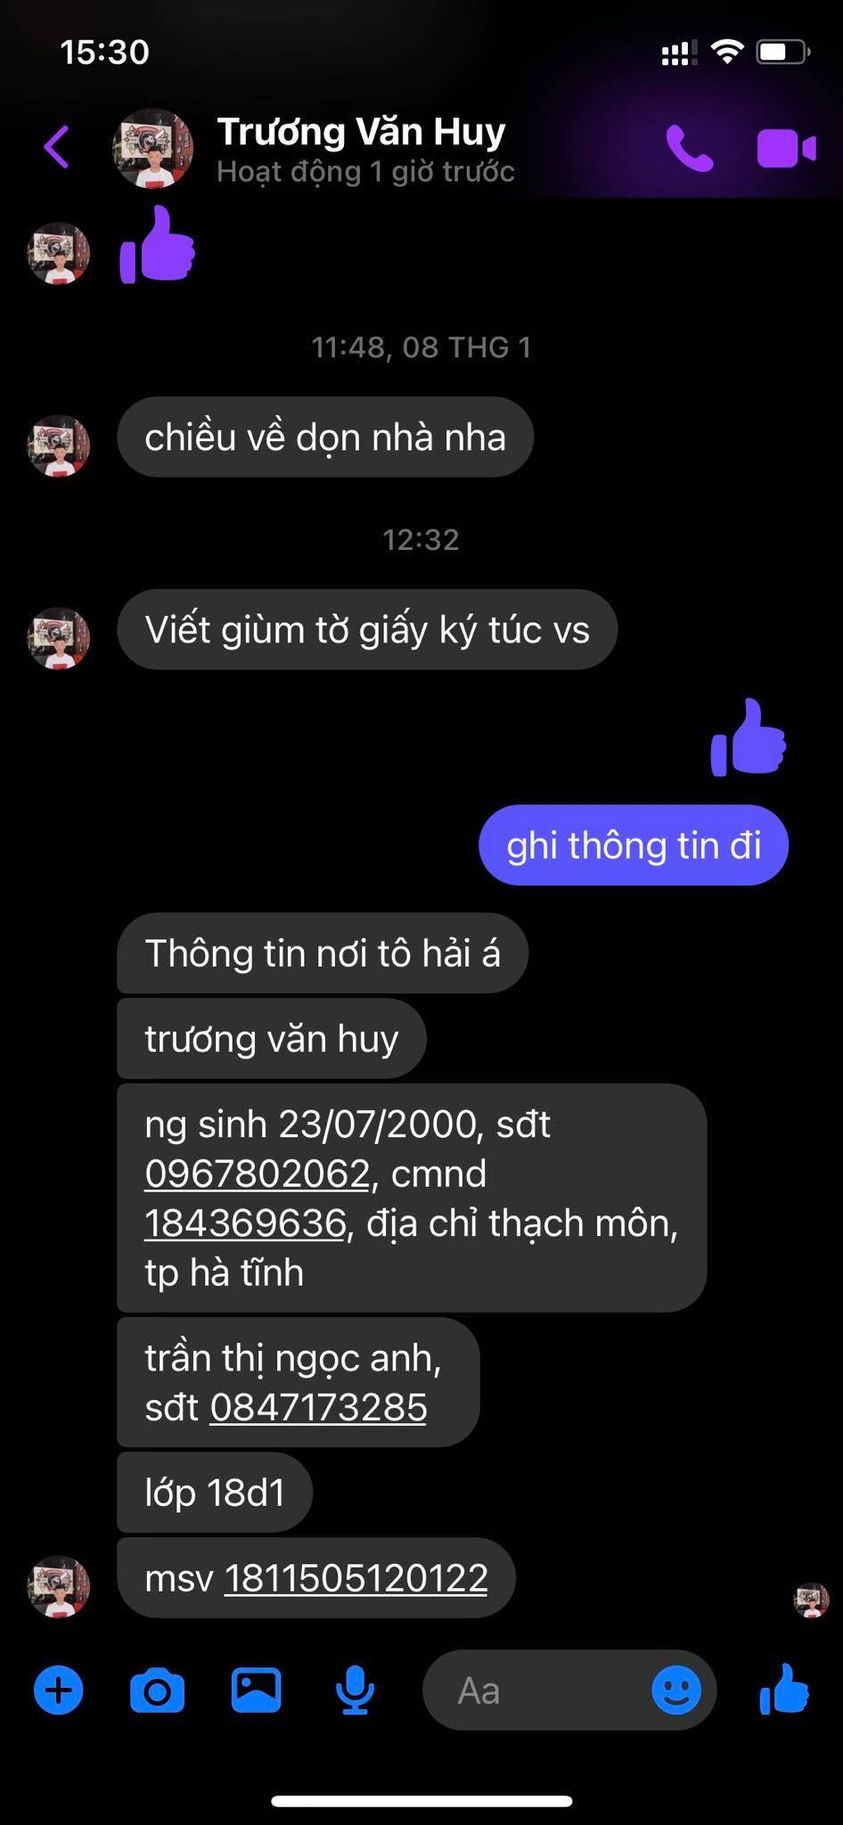 15:30
Trương Văn Huy
Hoạt động 1 giờ trước
11:48, 08 THG 1
chiều về dọn nhà nha
12:32
Viết giùm tờ giấy ký túc vs
ghi thông tin đi
Thông tin nơi tô hải á
trương văn huy
ng sinh 23/07/2000, sđt
0967802062, cmnd
184369636, địa chỉ thạch môn,
tp hà tĩnh
trần thị ngọc anh,
sđt 0847173285
lớp 18d1
msv 1811505120122
Aa